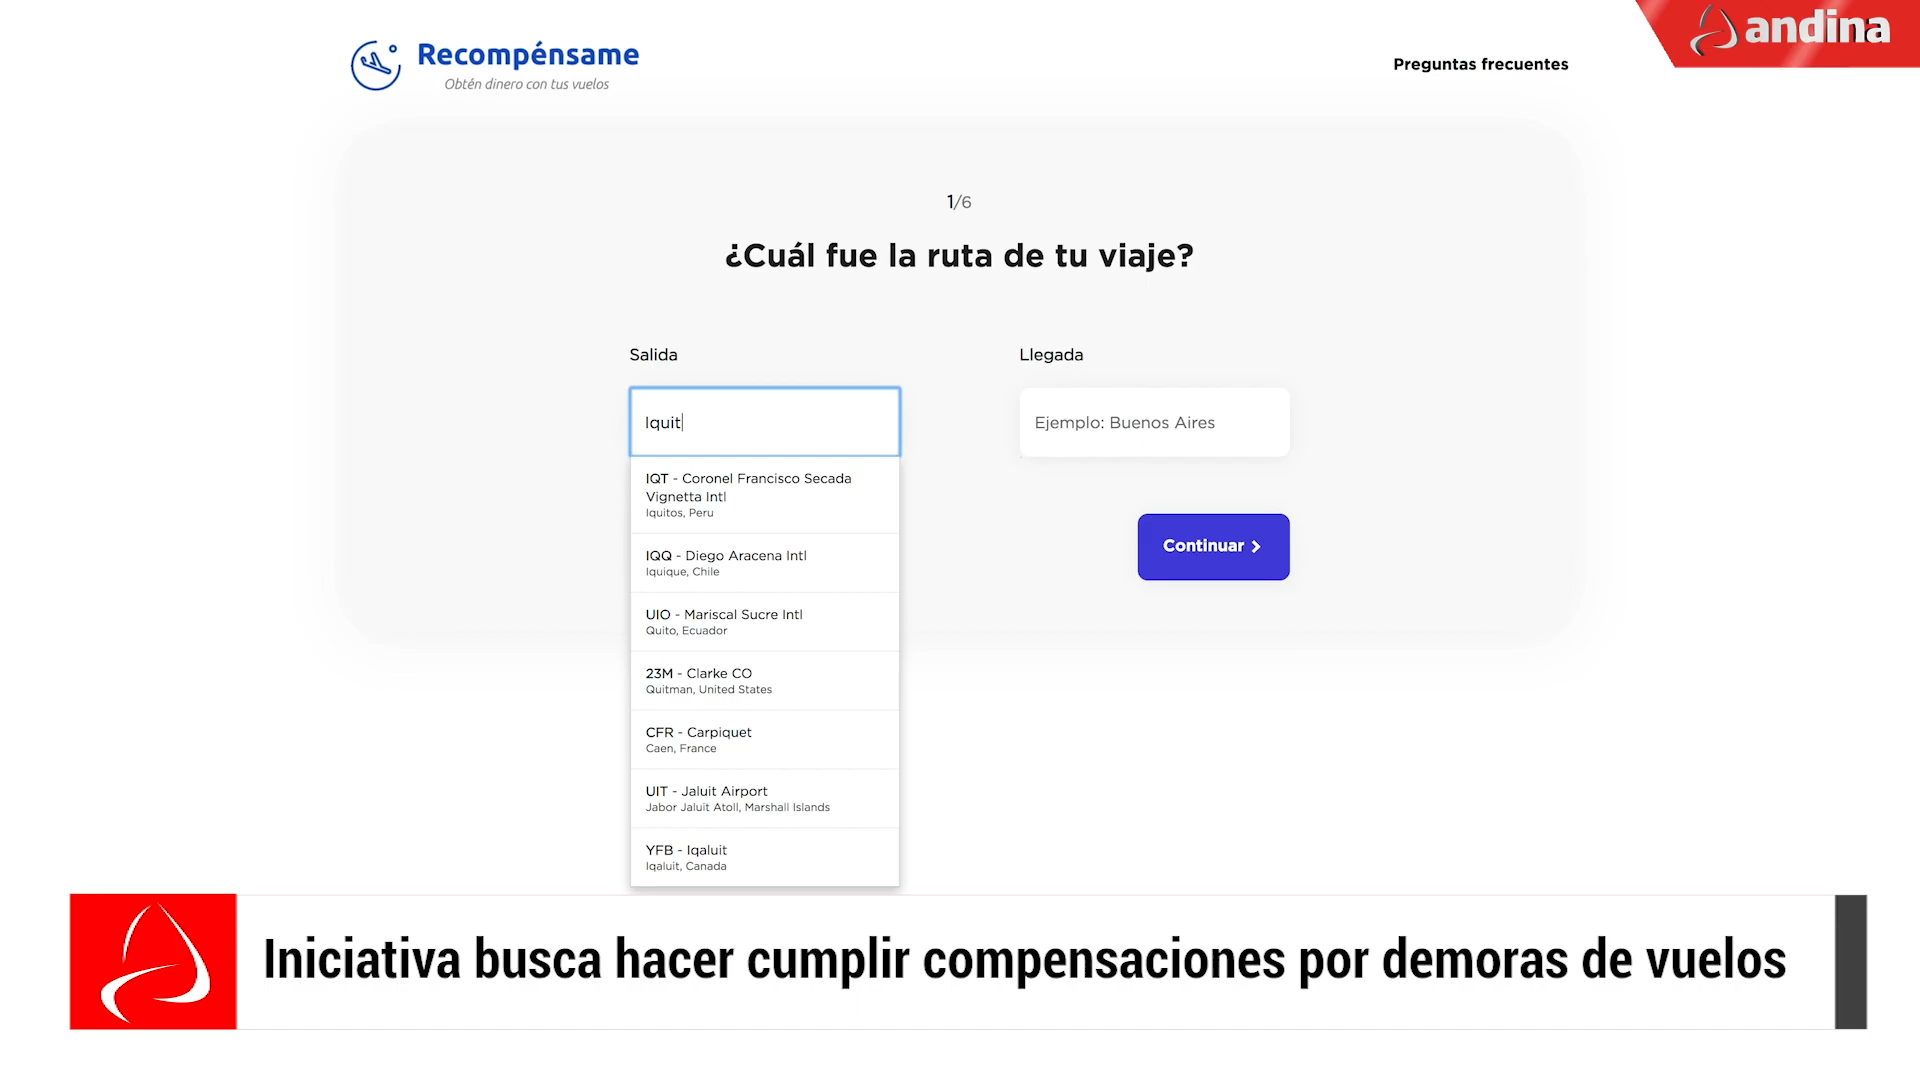 andina
Recompénsame
Obtén dinero con tus vuelos
Preguntas frecuentes
1/6
¿Cuál fue la ruta de tu viaje?
Salida
Llegada
Iquit
Ejemplo: Buenos Aires
IQT - Coronel Francisco Secada
Vignetta Intl
Iquitos, Peru
IQQ - Diego Aracena Intl
Iquique, Chile
UIO - Mariscal Sucre Intl
Quito, Ecuador
23M - Clarke CO
Quitman, United States
CFR - Carpiquet
Caen, France
UIT - Jaluit Airport
Jabor Jaluit Atoll, Marshall Islands
YFB - Iqaluit
Iqaluit, Canada
Continuar >
Iniciativa busca hacer cumplir compensaciones por demoras de vuelos